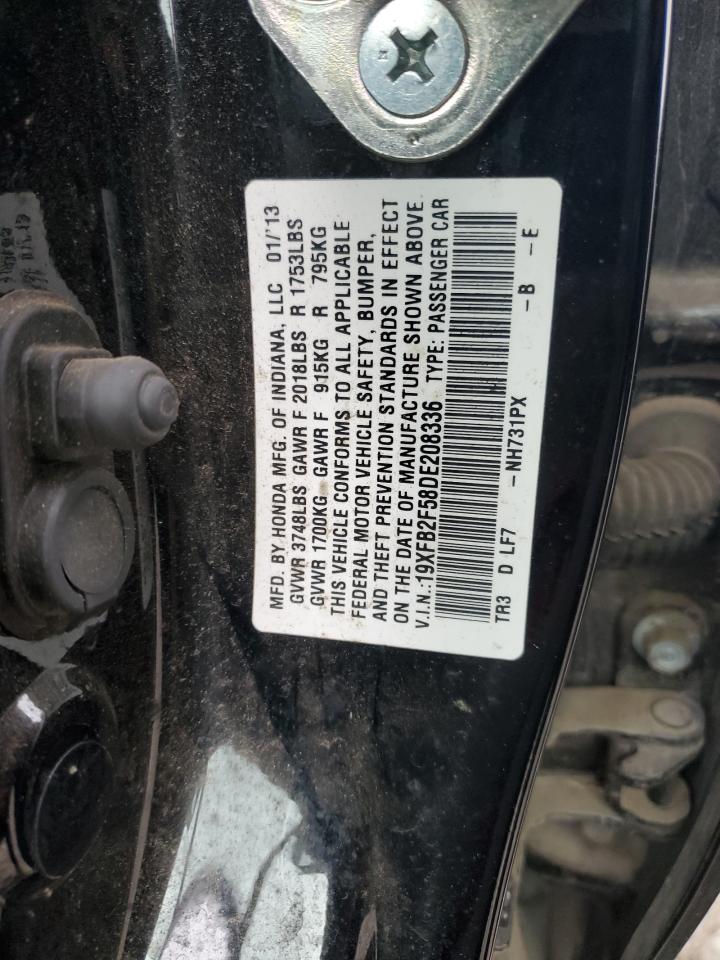 MFD. BY HONDA MFG. OF INDIANA, LLC 01/'13
GVWR 3748LBS GAWR F 2018LBS R 1753LBS
GVWR 1700KG GAWR F 915KG R 795KG
THIS VEHICLE CONFORMS TO ALL APPLICABLE
FEDERAL MOTOR VEHICLE SAFETY, BUMPER,
AND THEFT PREVENTION STANDARDS IN EFFECT
ON THE DATE OF MANUFACTURE SHOWN ABOVE.
V.I.N.:19XFB2F58DE208336 TYPE: PASSENGER CAR
TR3 D LF7 -NH731PX -B -E